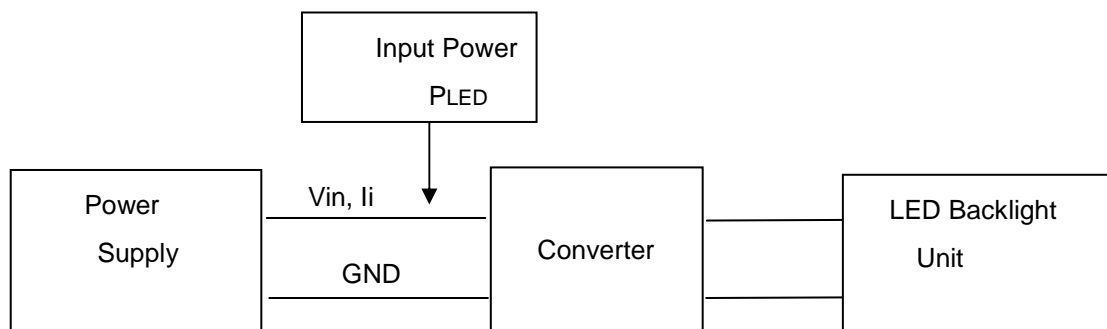 Input Power
PLED
Power
Supply
Vin, Ii
GND
Converter
LED Backlight
Unit